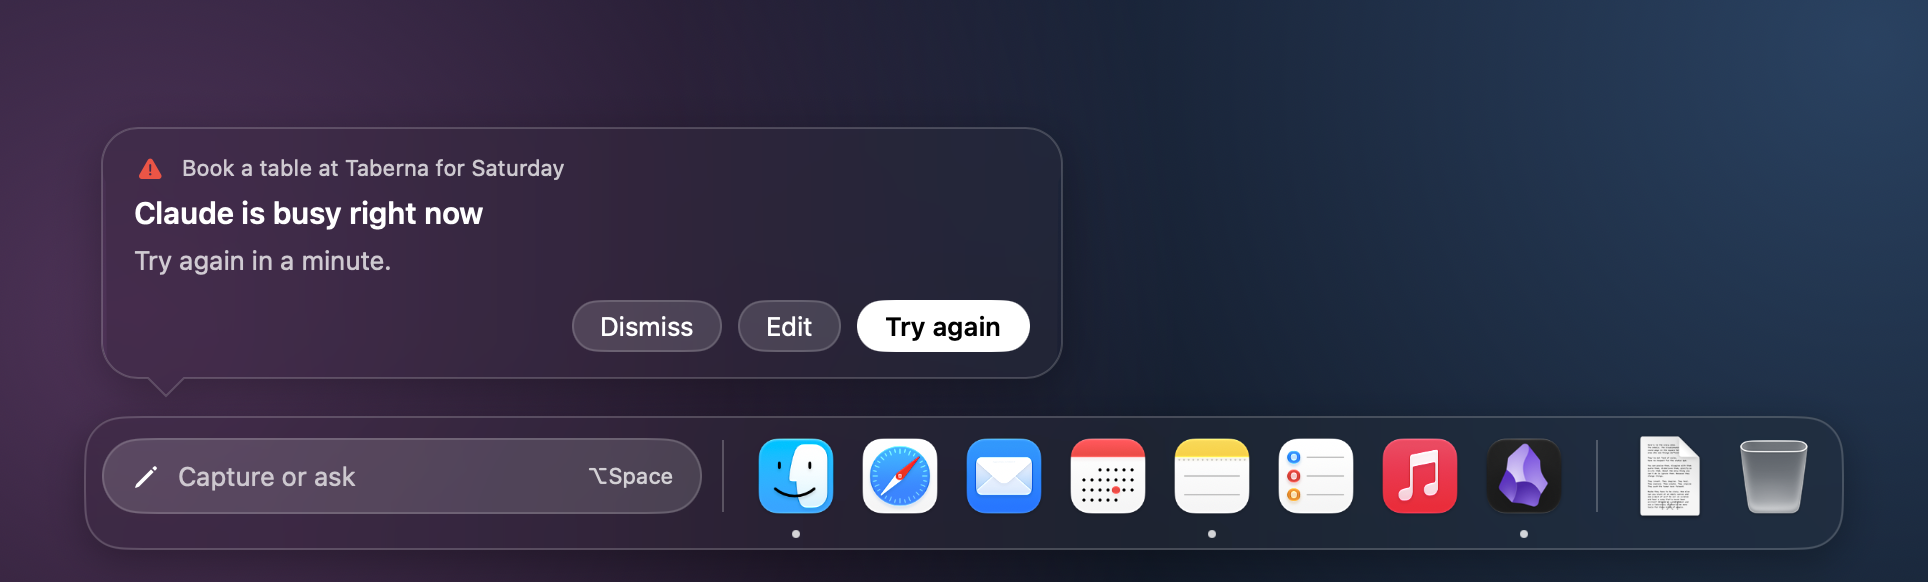 Book a table at Taberna for Saturday
Claude is busy right now
Try again in a minute.
Dismiss
Edit
Try again
Capture or ask
⌥Space